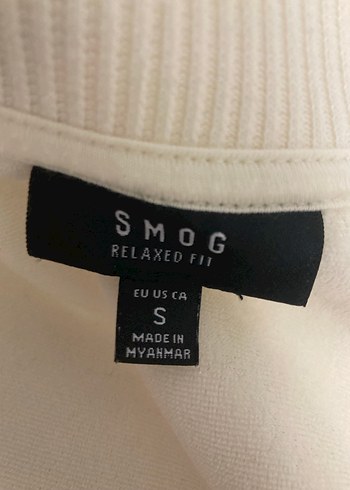 SMOG
RELAXED FIT
EU US CA
S
MADE IN
MYANMAR